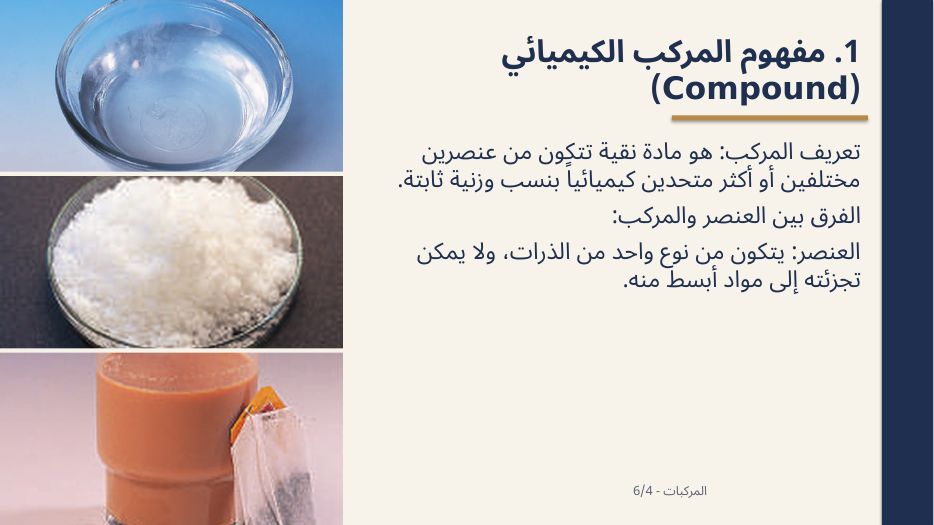 1. مفهوم المركب الكيميائي
(Compound)
تعريف المركب: هو مادة نقية تتكون من عنصرين
مختلفين أو أكثر متحدين كيميائياً بنسب وزنية ثابتة.
الفرق بين العنصر والمركب:
العنصر: يتكون من نوع واحد من الذرات، ولا يمكن
تجزئته إلى مواد أبسط منه.
المركبات - 6/4